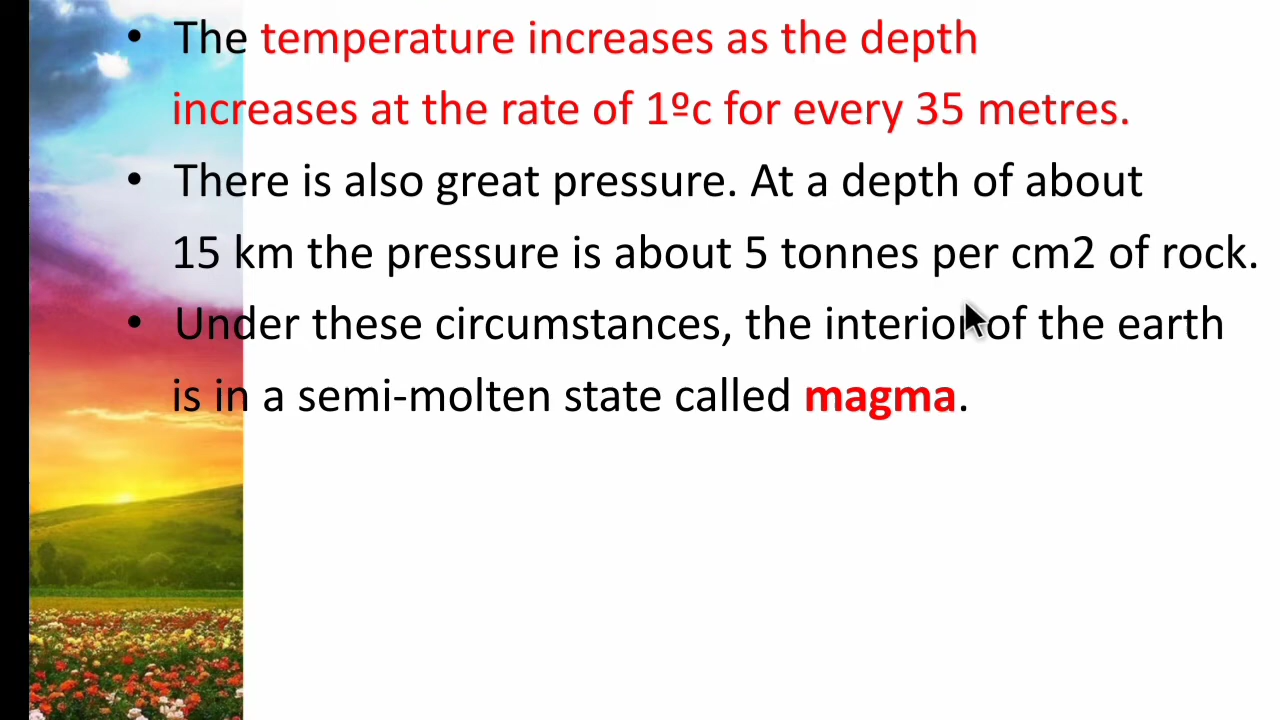 • The temperature increases as the depth
increases at the rate of 1ºc for every 35 metres.
• There is also great pressure. At a depth of about
15 km the pressure is about 5 tonnes per cm2 of rock.
• Under these circumstances, the interior of the earth
is in a semi-molten state called magma.